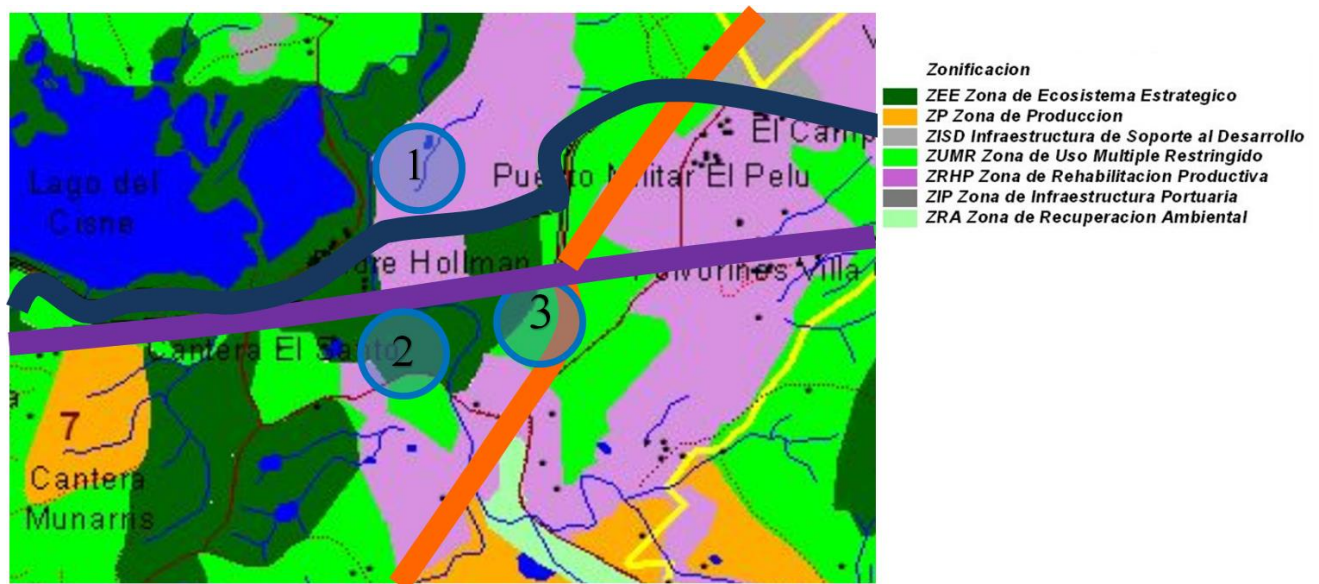 Zonificacion
ZEE Zona de Ecosistema Estrategico
ZP Zona de Produccion
ZISD Infraestructura de Soporte al Desarrollo
ZUMR Zona de Uso Multiple Restringido
ZRHP Zona de Rehabilitacion Productiva
ZIP Zona de Infraestructura Portuaria
ZRA Zona de Recuperacion Ambiental
El Camp
1
Lago del
Cisne
Militar El Pelu
Hollman
Villa
3
Cantera El Santo
2
7
Cantera
Munarris